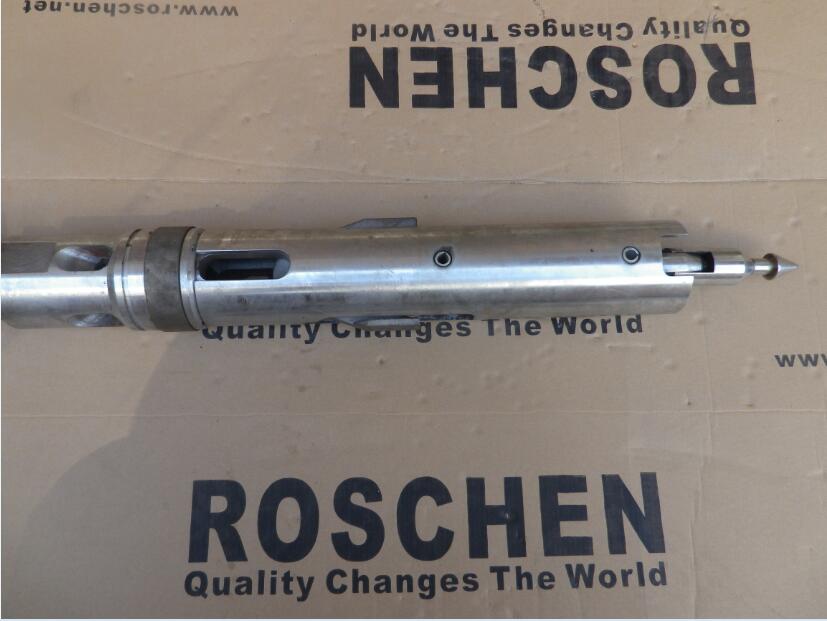 www.roschen.net
Quality Changes The World
ROSCHEN
Quality Changes The World
www
ROSCHEN
Quality Changes The World